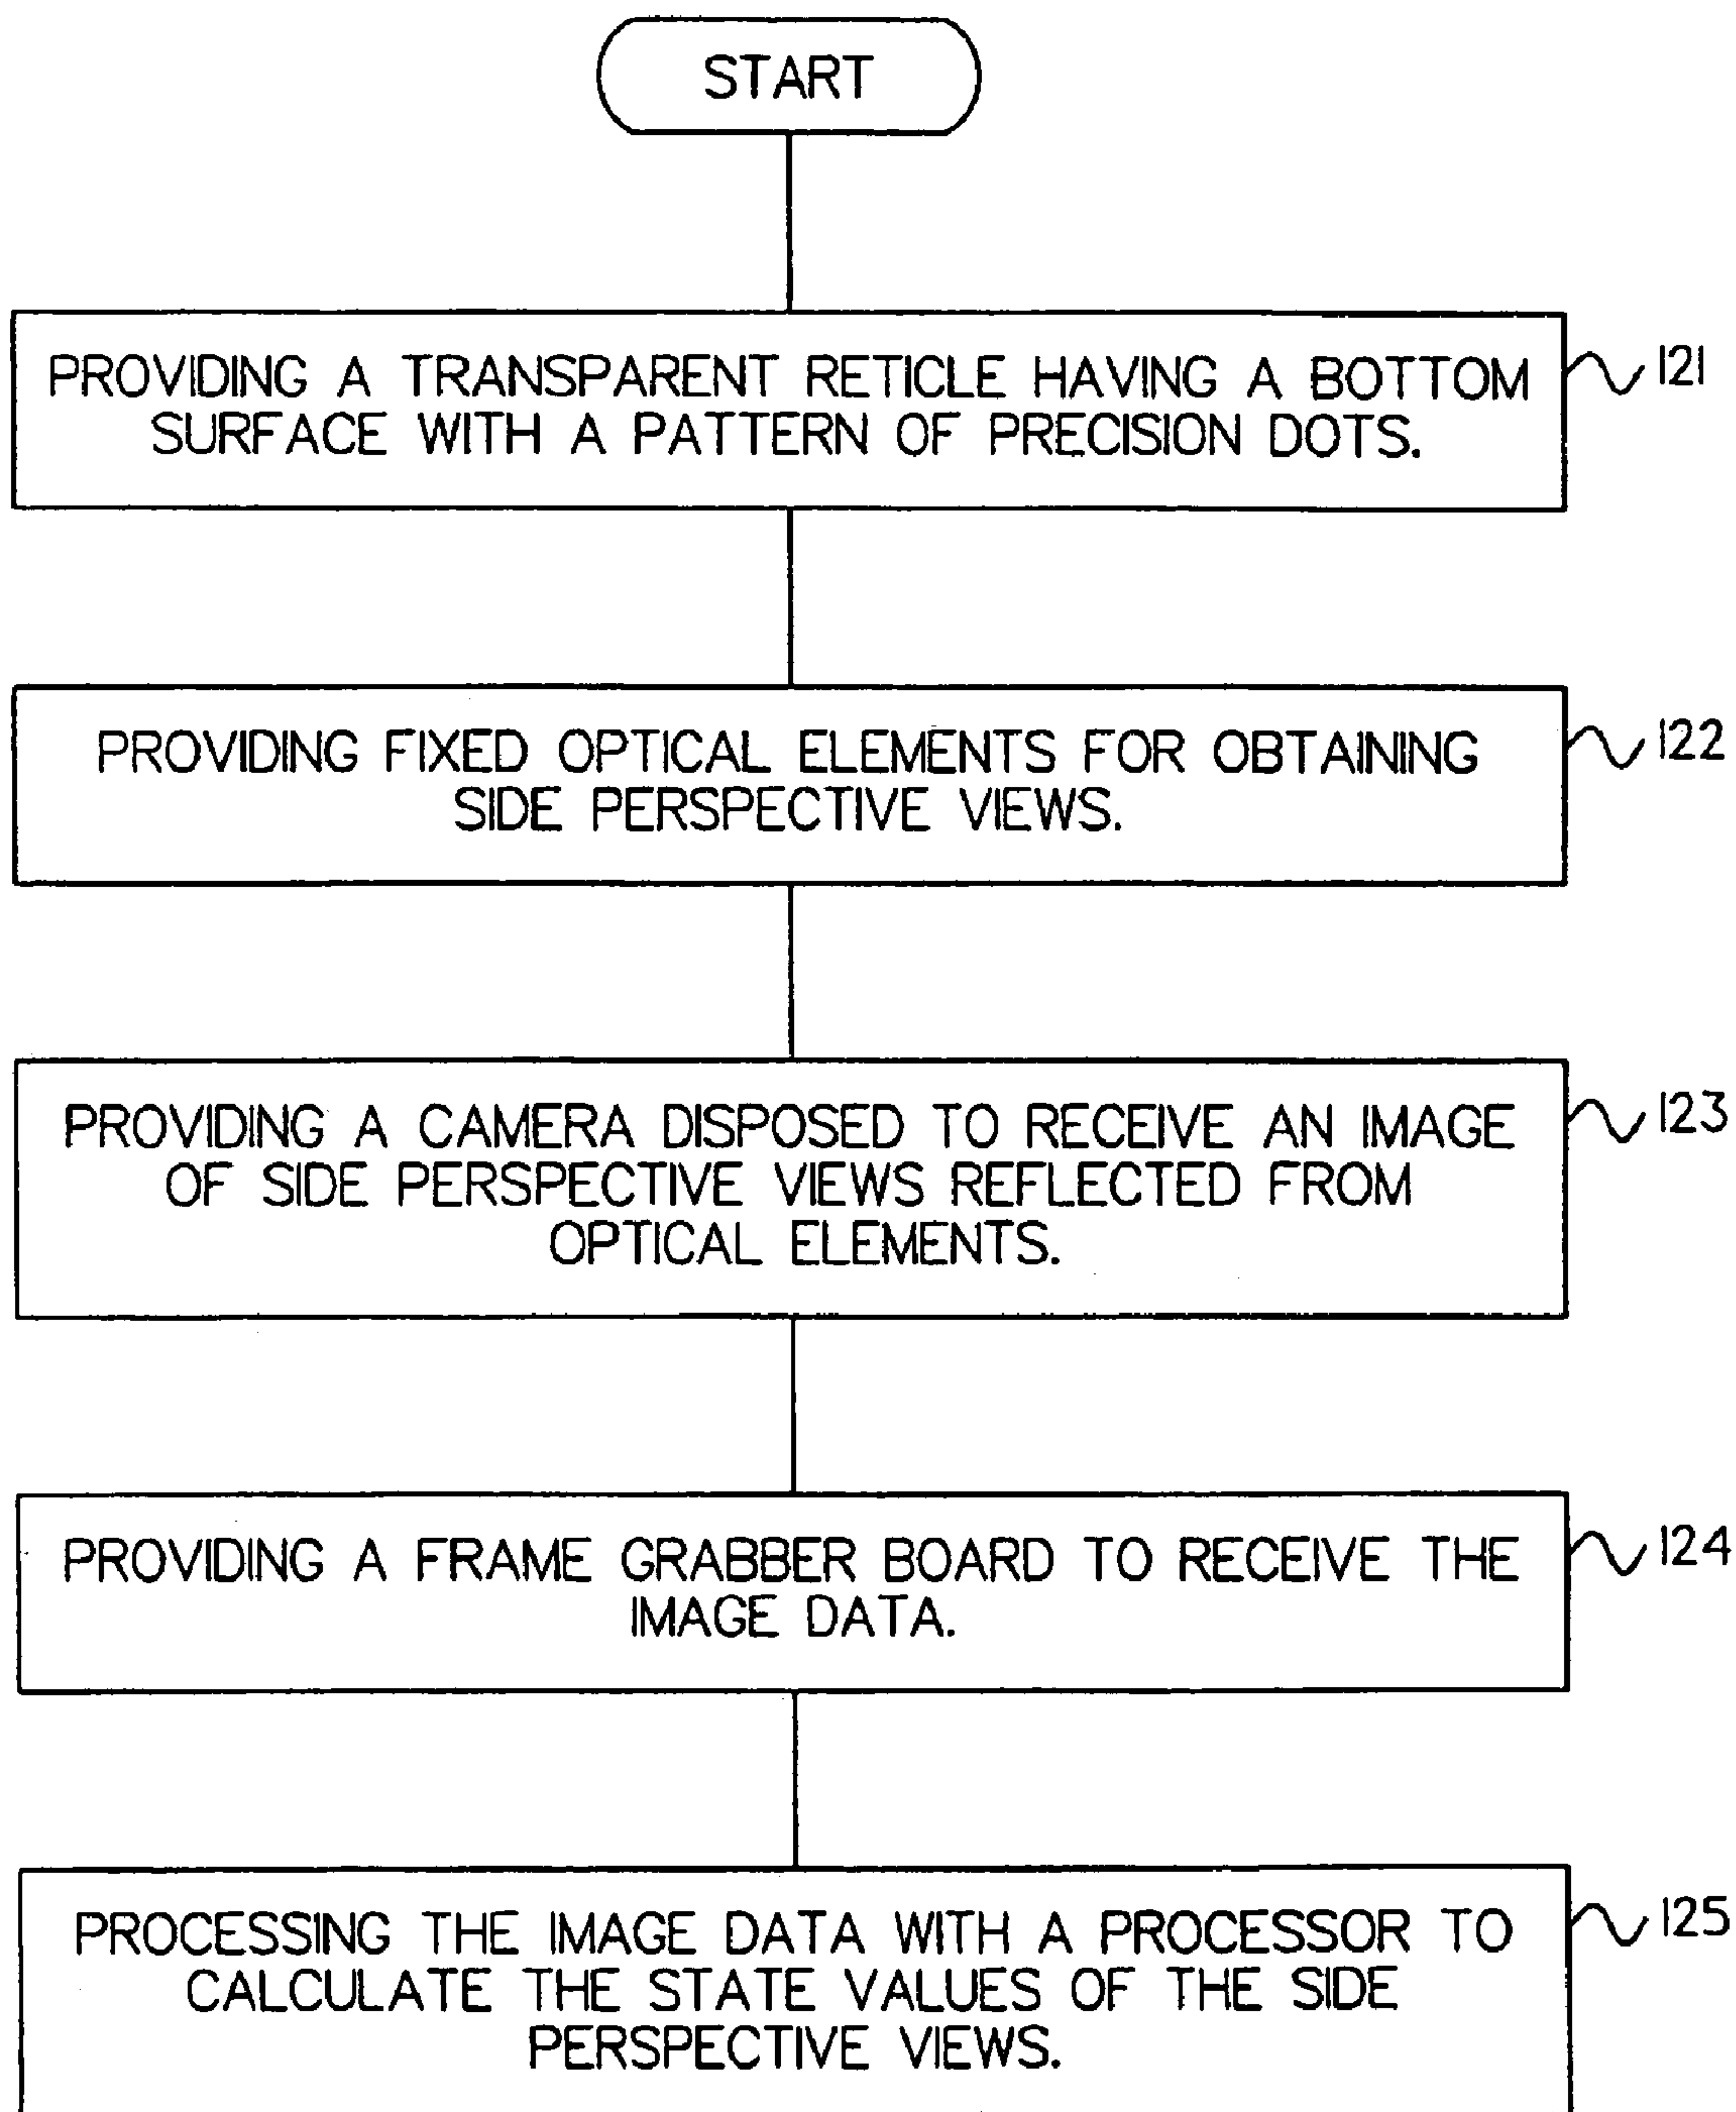 START
PROVIDING A TRANSPARENT RETICLE HAVING A BOTTOM
SURFACE WITH A PATTERN OF PRECISION DOTS.
121
PROVIDING FIXED OPTICAL ELEMENTS FOR OBTAINING
SIDE PERSPECTIVE VIEWS.
122
PROVIDING A CAMERA DISPOSED TO RECEIVE AN IMAGE
OF SIDE PERSPECTIVE VIEWS REFLECTED FROM
OPTICAL ELEMENTS.
123
PROVIDING A FRAME GRABBER BOARD TO RECEIVE THE
IMAGE DATA.
124
PROCESSING THE IMAGE DATA WITH A PROCESSOR TO
CALCULATE THE STATE VALUES OF THE SIDE
PERSPECTIVE VIEWS.
125